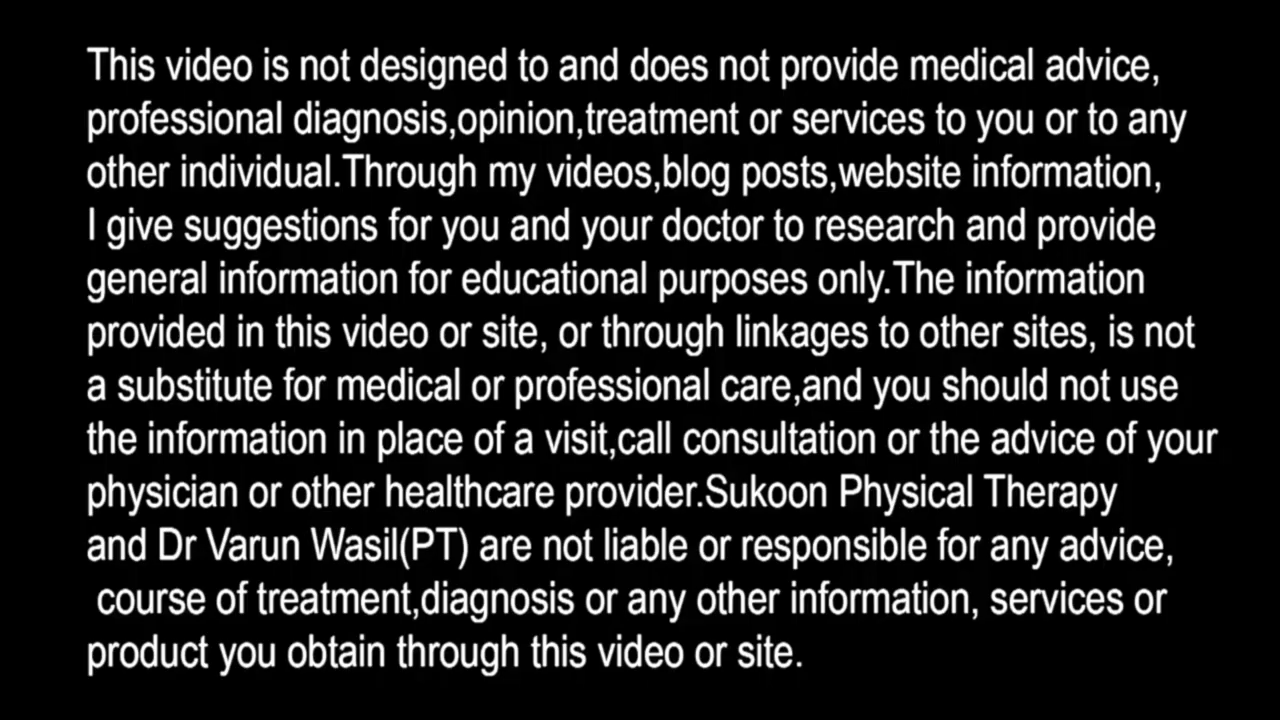 This video is not designed to and does not provide medical advice,
professional diagnosis,opinion,treatment or services to you or to any
other individual.Through my videos,blog posts,website information,
I give suggestions for you and your doctor to research and provide
general information for educational purposes only.The information
provided in this video or site, or through linkages to other sites, is not
a substitute for medical or professional care,and you should not use
the information in place of a visit,call consultation or the advice of your
physician or other healthcare provider.Sukoon Physical Therapy
and Dr Varun Wasil(PT) are not liable or responsible for any advice,
course of treatment,diagnosis or any other information, services or
product you obtain through this video or site.